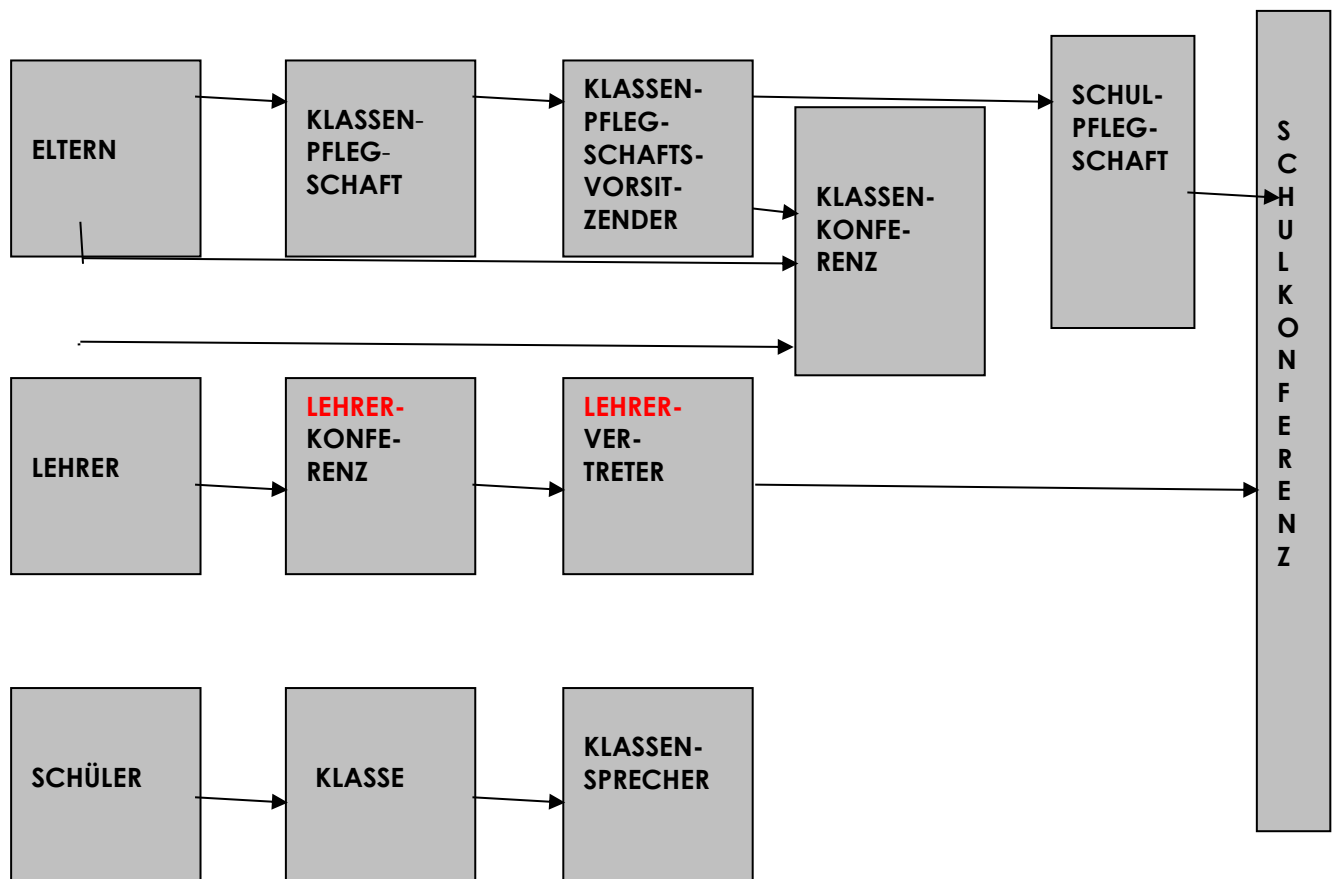 ELTERN
KLASSEN-
PFLEG-
SCHAFT
KLASSEN-
PFLEG-
SCHAFTS-
VORSIT-
ZENDER
KLASSEN-
KONFE-
RENZ
SCHUL-
PFLEG-
SCHAFT
S
C
H
U
L
K
O
N
F
E
R
E
N
Z
LEHRER
LEHRER-
KONFE-
RENZ
LEHRER-
VER-
TRETER
SCHÜLER
KLASSE
KLASSEN-
SPRECHER